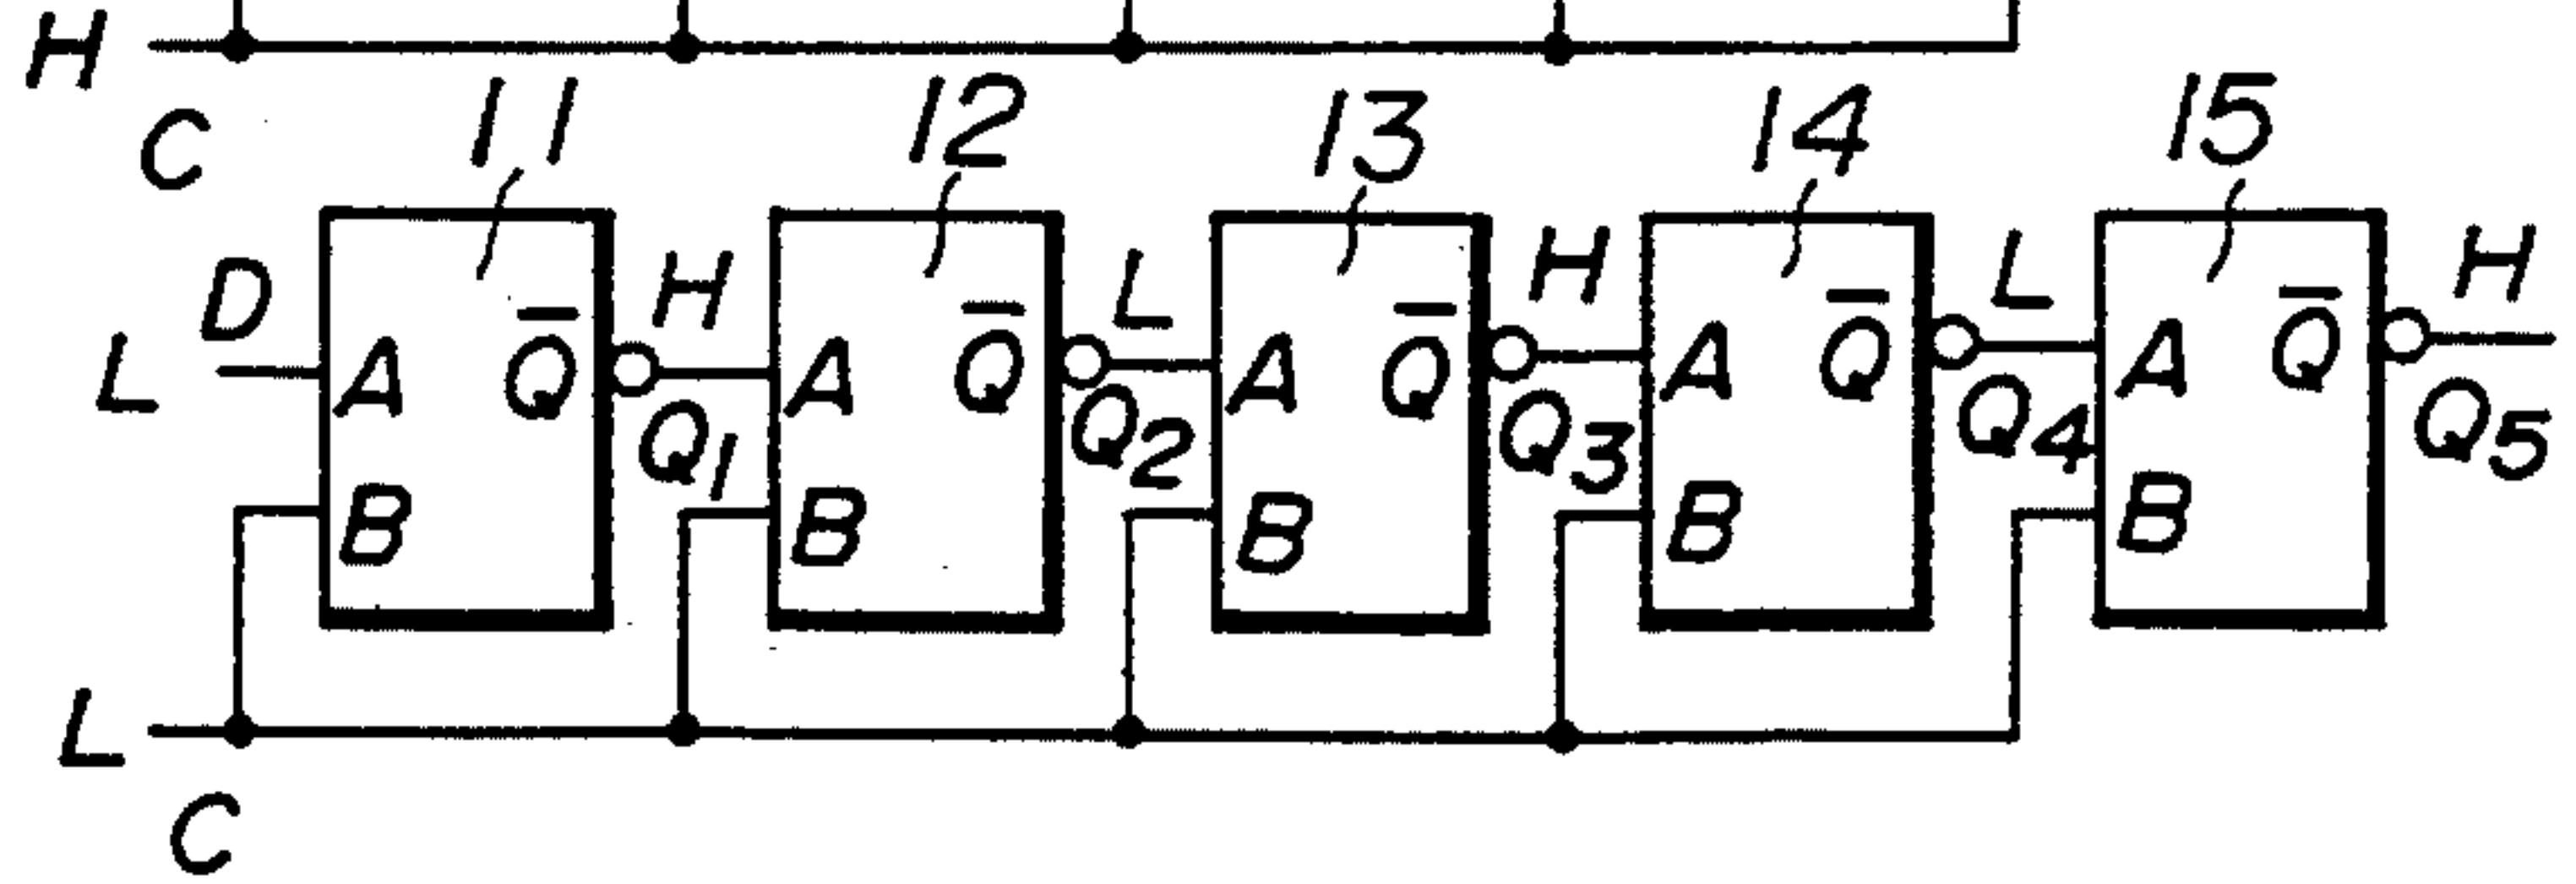 H
C
11 12 13 14 15
D H L H L H
L
A Q̅ A Q̅ A Q̅ A Q̅ A Q̅
Q1 Q2 Q3 Q4 Q5
B B B B B
L
C